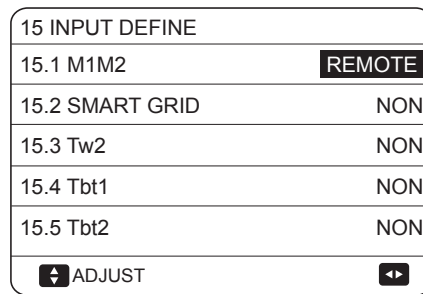 15 INPUT DEFINE
15.1 M1M2 REMOTE
15.2 SMART GRID NON
15.3 Tw2 NON
15.4 Tbt1 NON
15.5 Tbt2 NON
ADJUST